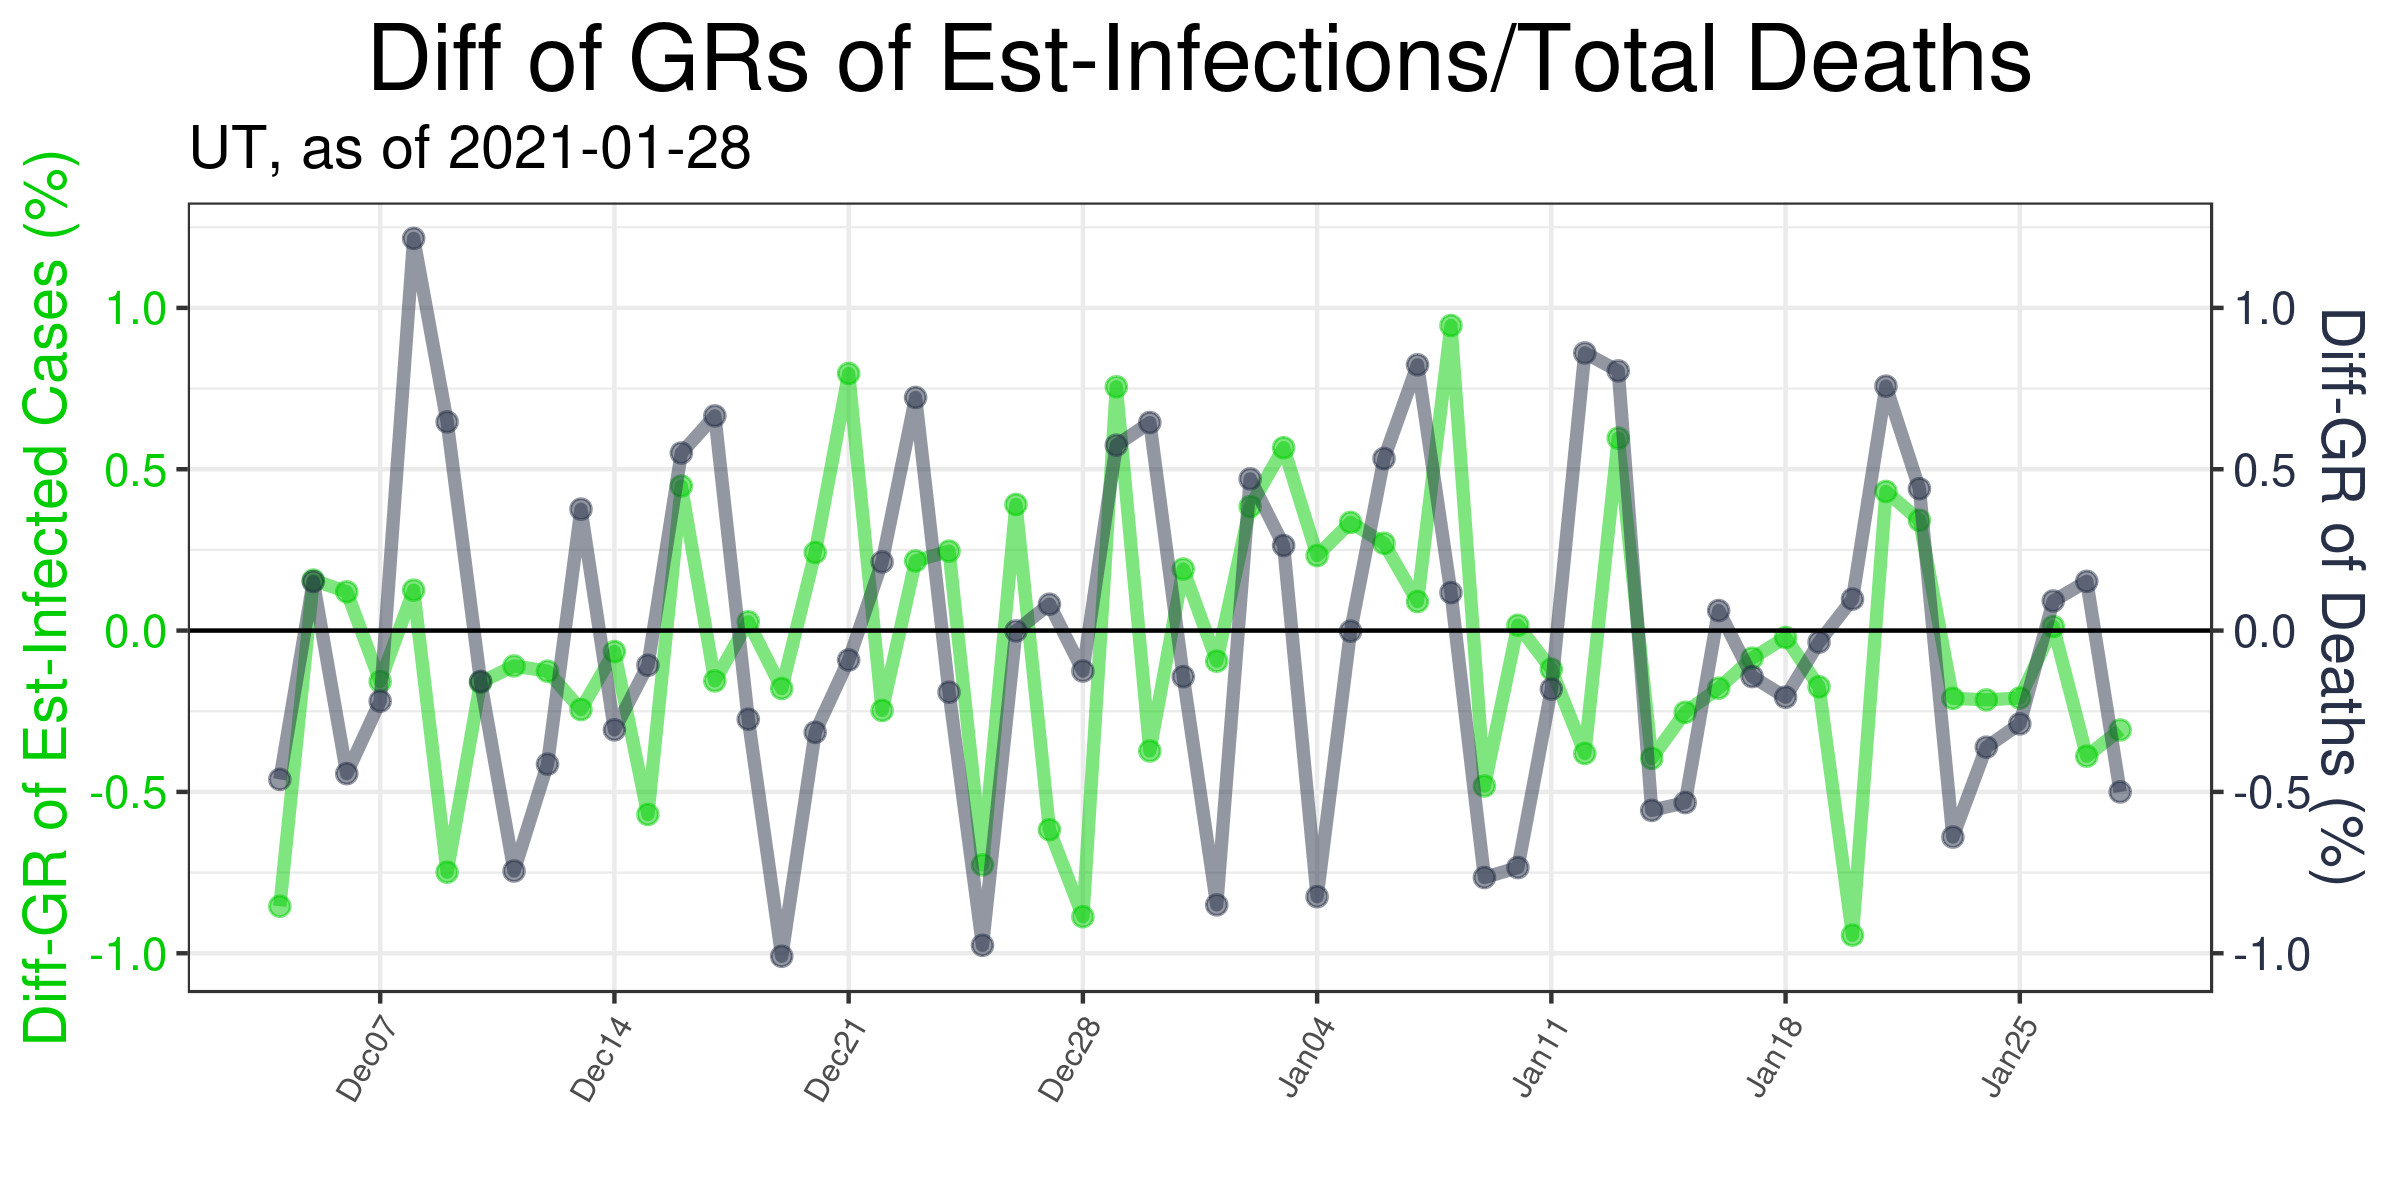 Diff of GRs of Est-Infections/Total Deaths
UT, as of 2021-01-28
Diff-GR of Est-Infected Cases (%)
1.0
0.5
0.0
-0.5
-1.0
1.0
0.5
0.0
-0.5
-1.0
Diff-GR of Deaths (%)
Dec07 Dec14 Dec21 Dec28 Jan04 Jan11 Jan18 Jan25